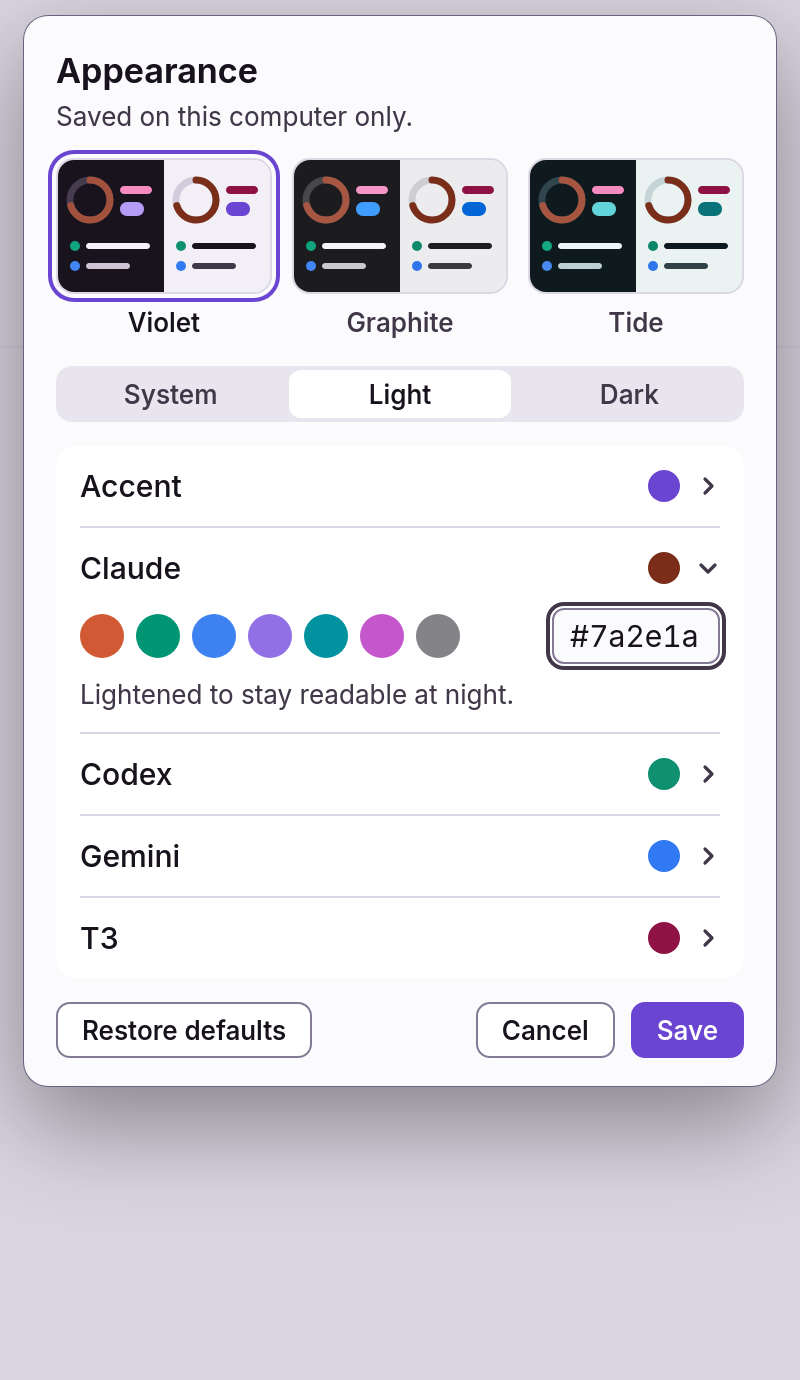 Appearance
Saved on this computer only.
Violet Graphite Tide
System Light Dark
Accent
Claude
#7a2e1a
Lightened to stay readable at night.
Codex
Gemini
T3
Restore defaults Cancel Save